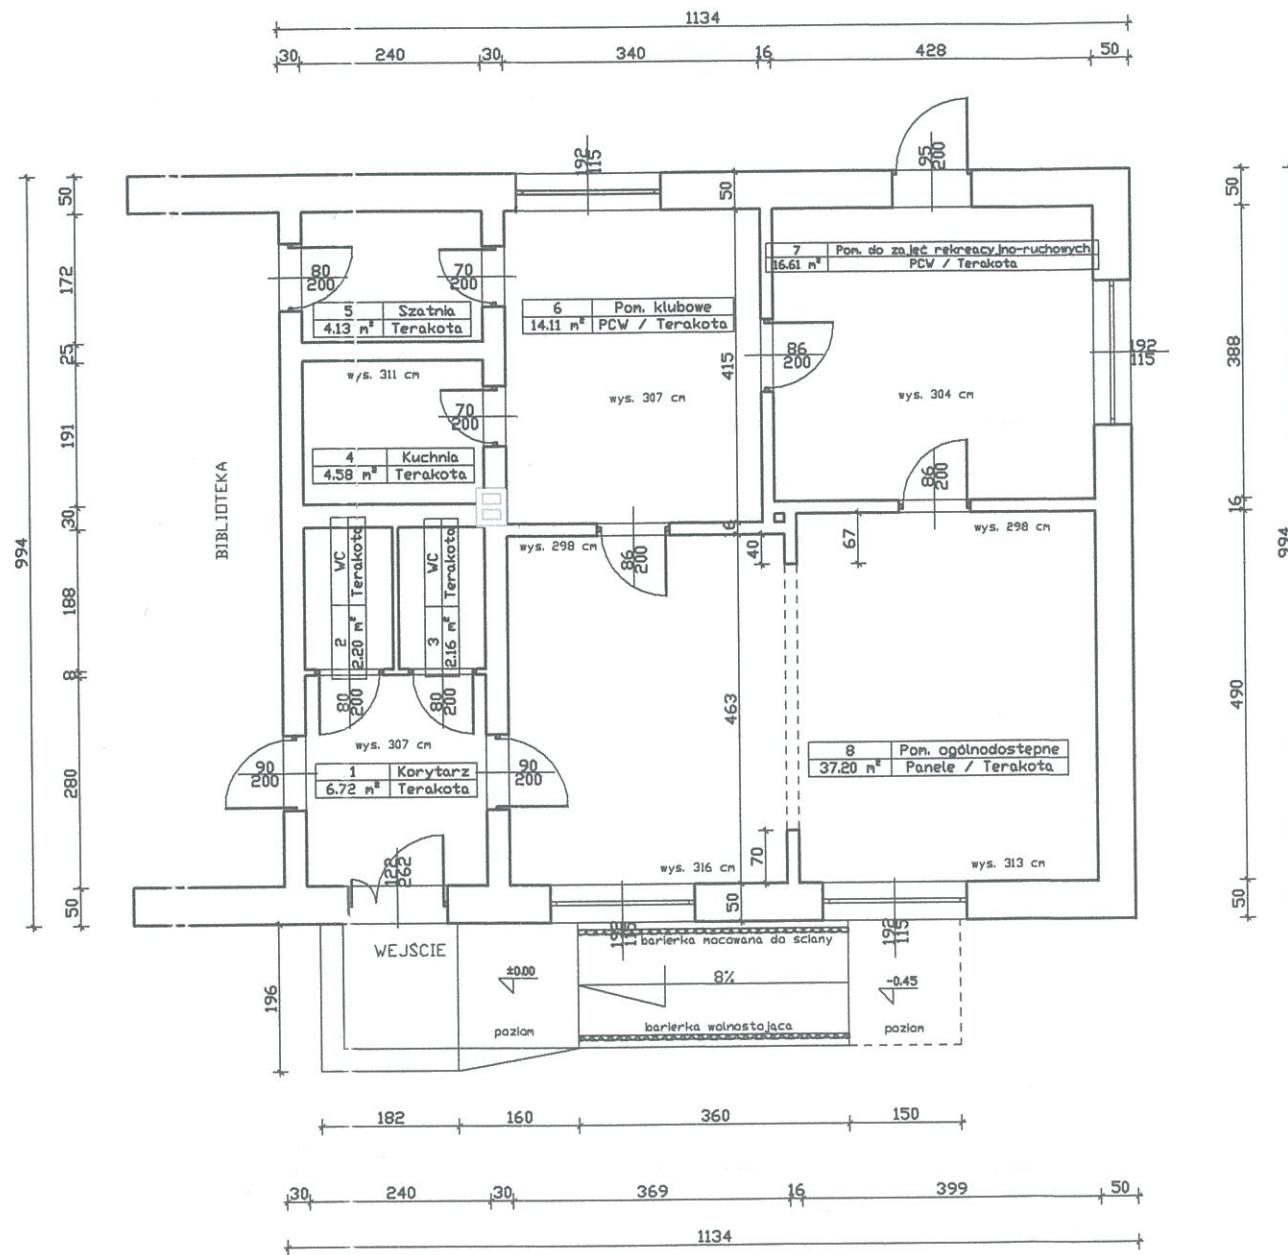 1134
30 240 30 340 16 428 50
192
115
95
200
50
50
50
994
994
172
25
191
30
188
8
280
50
80
200
70
200
5 Szatnia
4.13 m² Terakota
wys. 311 cm
70
200
4 Kuchnia
4.58 m² Terakota
6 Pom. klubowe
14.11 m² PCW / Terakota
wys. 307 cm
415
7 Pom. do zajęć rekreacyjno-ruchowych
16.61 m² PCW / Terakota
86
200
wys. 304 cm
192
115
388
16
490
50
86
200
wys. 298 cm
67
40
wys. 298 cm
86
200
BIBLIOTEKA
2 WC
2.20 m² Terakota
3 WC
2.16 m² Terakota
80
200
80
200
wys. 307 cm
90
200
1 Korytarz
6.72 m² Terakota
90
200
463
8 Pom. ogólnodostępne
37.20 m² Panele / Terakota
122
262
wys. 316 cm
70
wys. 313 cm
50
192
115
192
115
WEJŚCIE
±0.00
poziom
barierka mocowana do ściany
8%
barierka wolnostojąca
-0.45
poziom
196
182 160 360 150
30 240 30 369 16 399 50
1134